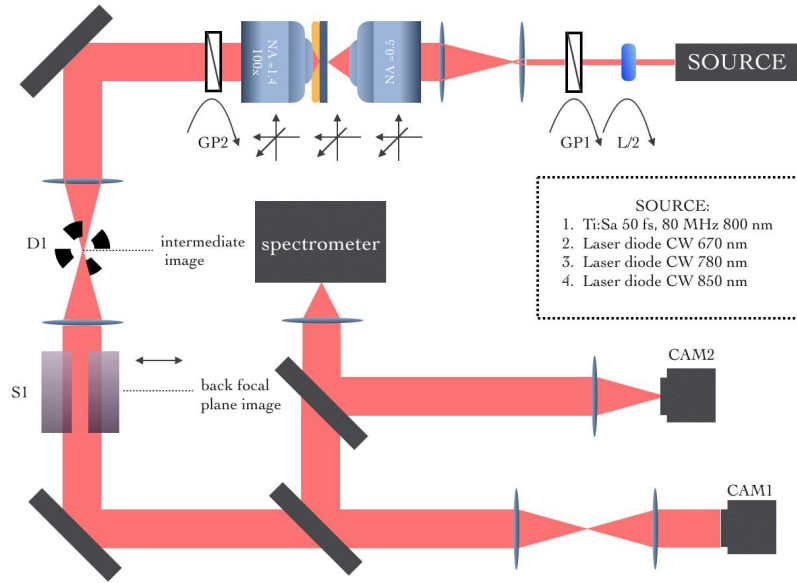 NA =1.4
100x
NA =0.5
SOURCE
GP2
GP1
L/2
SOURCE:
1. Ti:Sa 50 fs, 80 MHz 800 nm
2. Laser diode CW 670 nm
3. Laser diode CW 780 nm
4. Laser diode CW 850 nm
D1
intermediate
image
spectrometer
S1
back focal
plane image
CAM2
CAM1